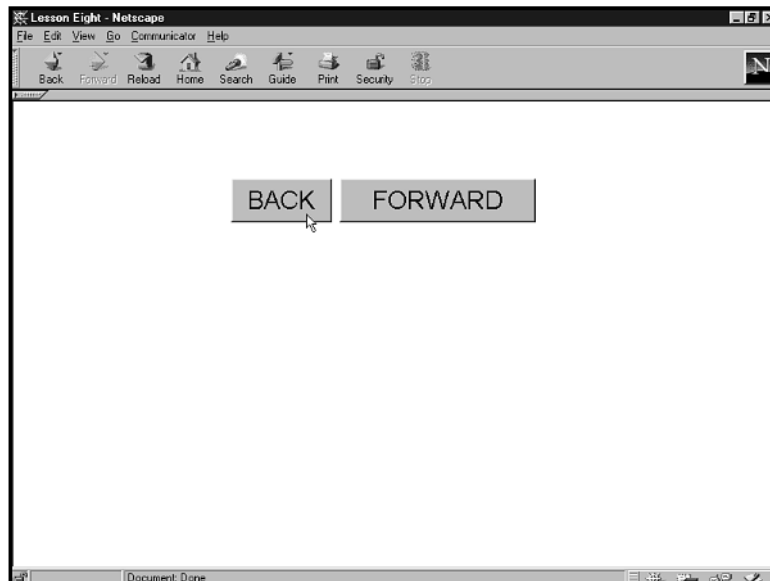 Lesson Eight - Netscape
File Edit View Go Communicator Help
Back Forward Reload Home Search Guide Print Security Stop
N
BACK FORWARD
Document: Done